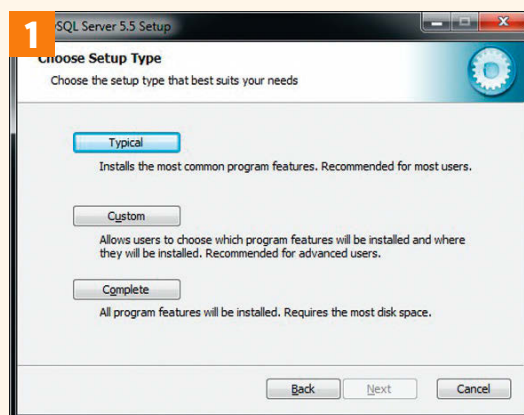 1
SQL Server 5.5 Setup
Choose Setup Type
Choose the setup type that best suits your needs
Typical
Installs the most common program features. Recommended for most users.
Custom
Allows users to choose which program features will be installed and where
they will be installed. Recommended for advanced users.
Complete
All program features will be installed. Requires the most disk space.
Back
Next
Cancel